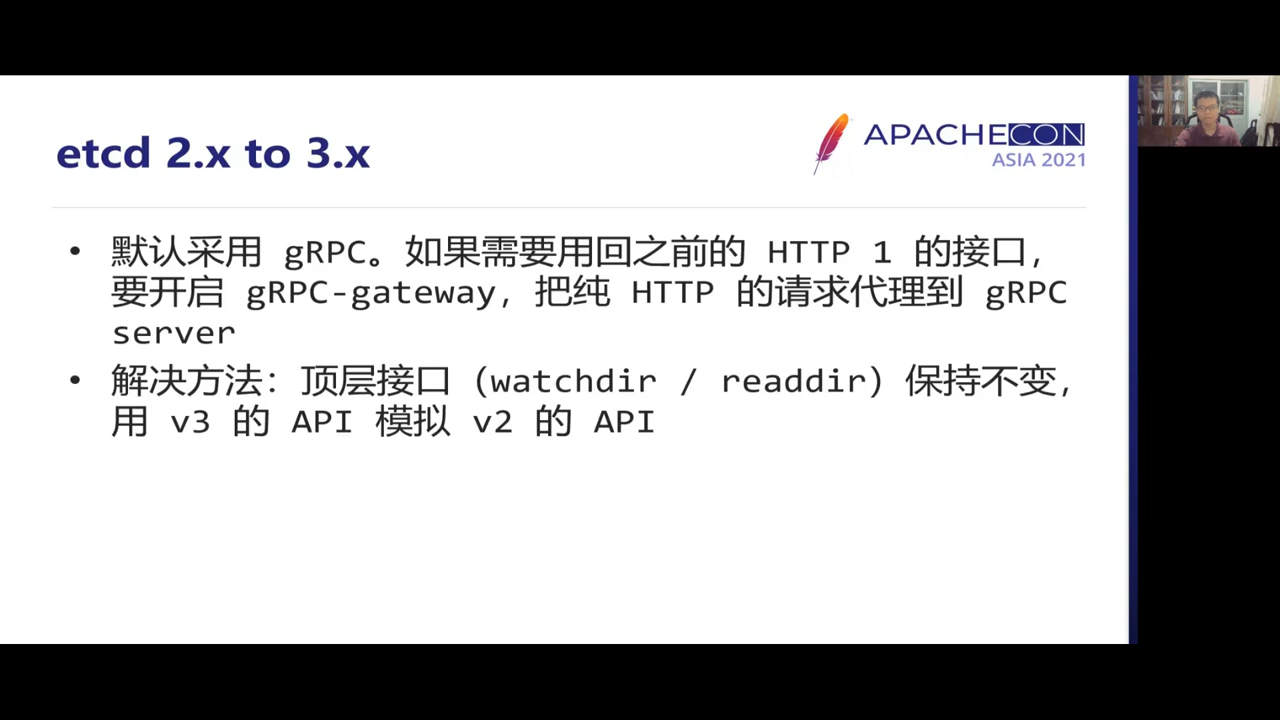 etcd 2.x to 3.x
APACHECON
ASIA 2021
• 默认采用 gRPC。如果需要用回之前的 HTTP 1 的接口，
要开启 gRPC-gateway，把纯 HTTP 的请求代理到 gRPC
server
• 解决方法：顶层接口（watchdir / readdir）保持不变，
用 v3 的 API 模拟 v2 的 API